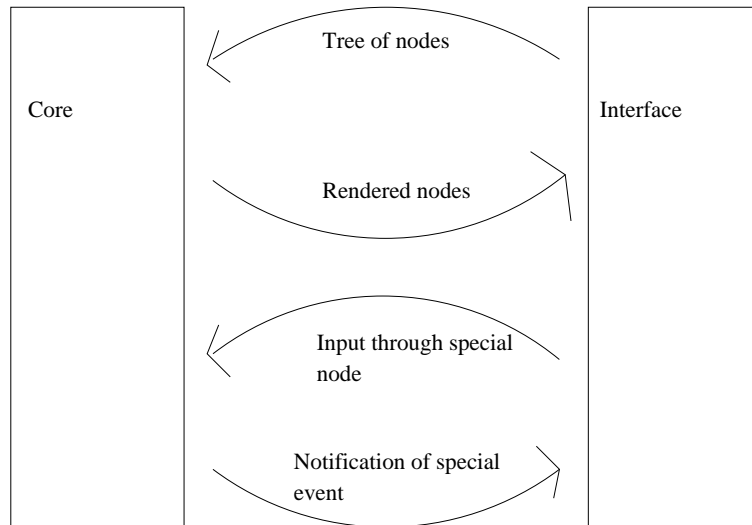 Tree of nodes
Core
Interface
Rendered nodes
Input through special
node
Notification of special
event